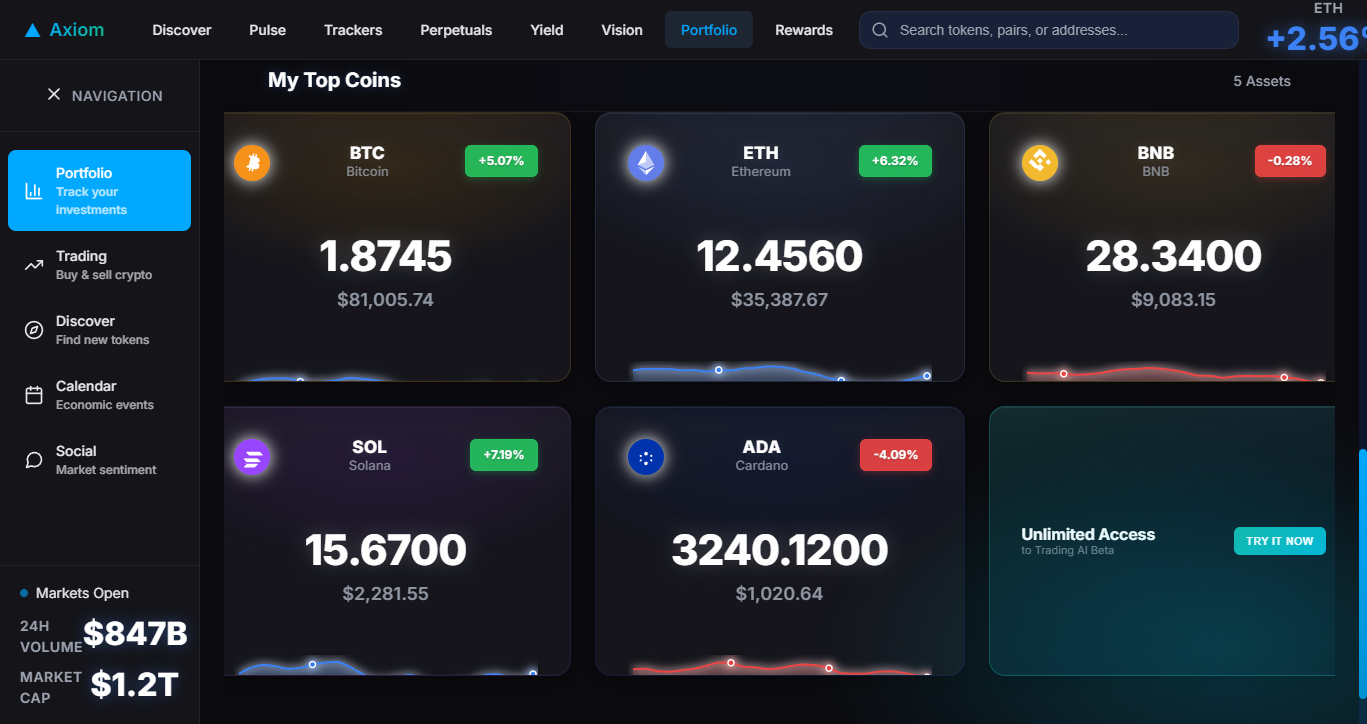 Axiom
Discover
Pulse
Trackers
Perpetuals
Yield
Vision
Portfolio
Rewards
Search tokens, pairs, or addresses...
ETH
+2.56
NAVIGATION
Portfolio
Track your
investments
Trading
Buy & sell crypto
Discover
Find new tokens
Calendar
Economic events
Social
Market sentiment
Markets Open
24H
VOLUME
$847B
MARKET
CAP
$1.2T
My Top Coins
5 Assets
BTC
Bitcoin
+5.07%
1.8745
$81,005.74
ETH
Ethereum
+6.32%
12.4560
$35,387.67
BNB
BNB
-0.28%
28.3400
$9,083.15
SOL
Solana
+7.19%
15.6700
$2,281.55
ADA
Cardano
-4.09%
3240.1200
$1,020.64
Unlimited Access
to Trading AI Beta
TRY IT NOW